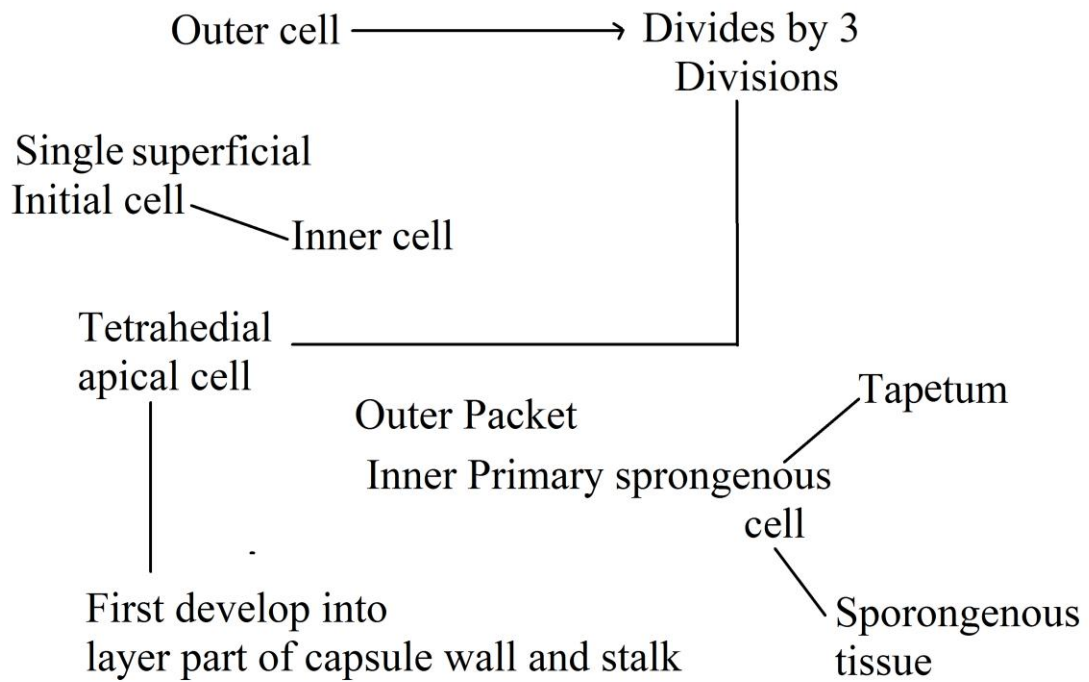 Outer cell
Divides by 3
Divisions
Single superficial
Initial cell
Inner cell
Tetrahedial
apical cell
Outer Packet
Tapetum
Inner Primary sprongenous
cell
First develop into
layer part of capsule wall and stalk
Sporongenous
tissue